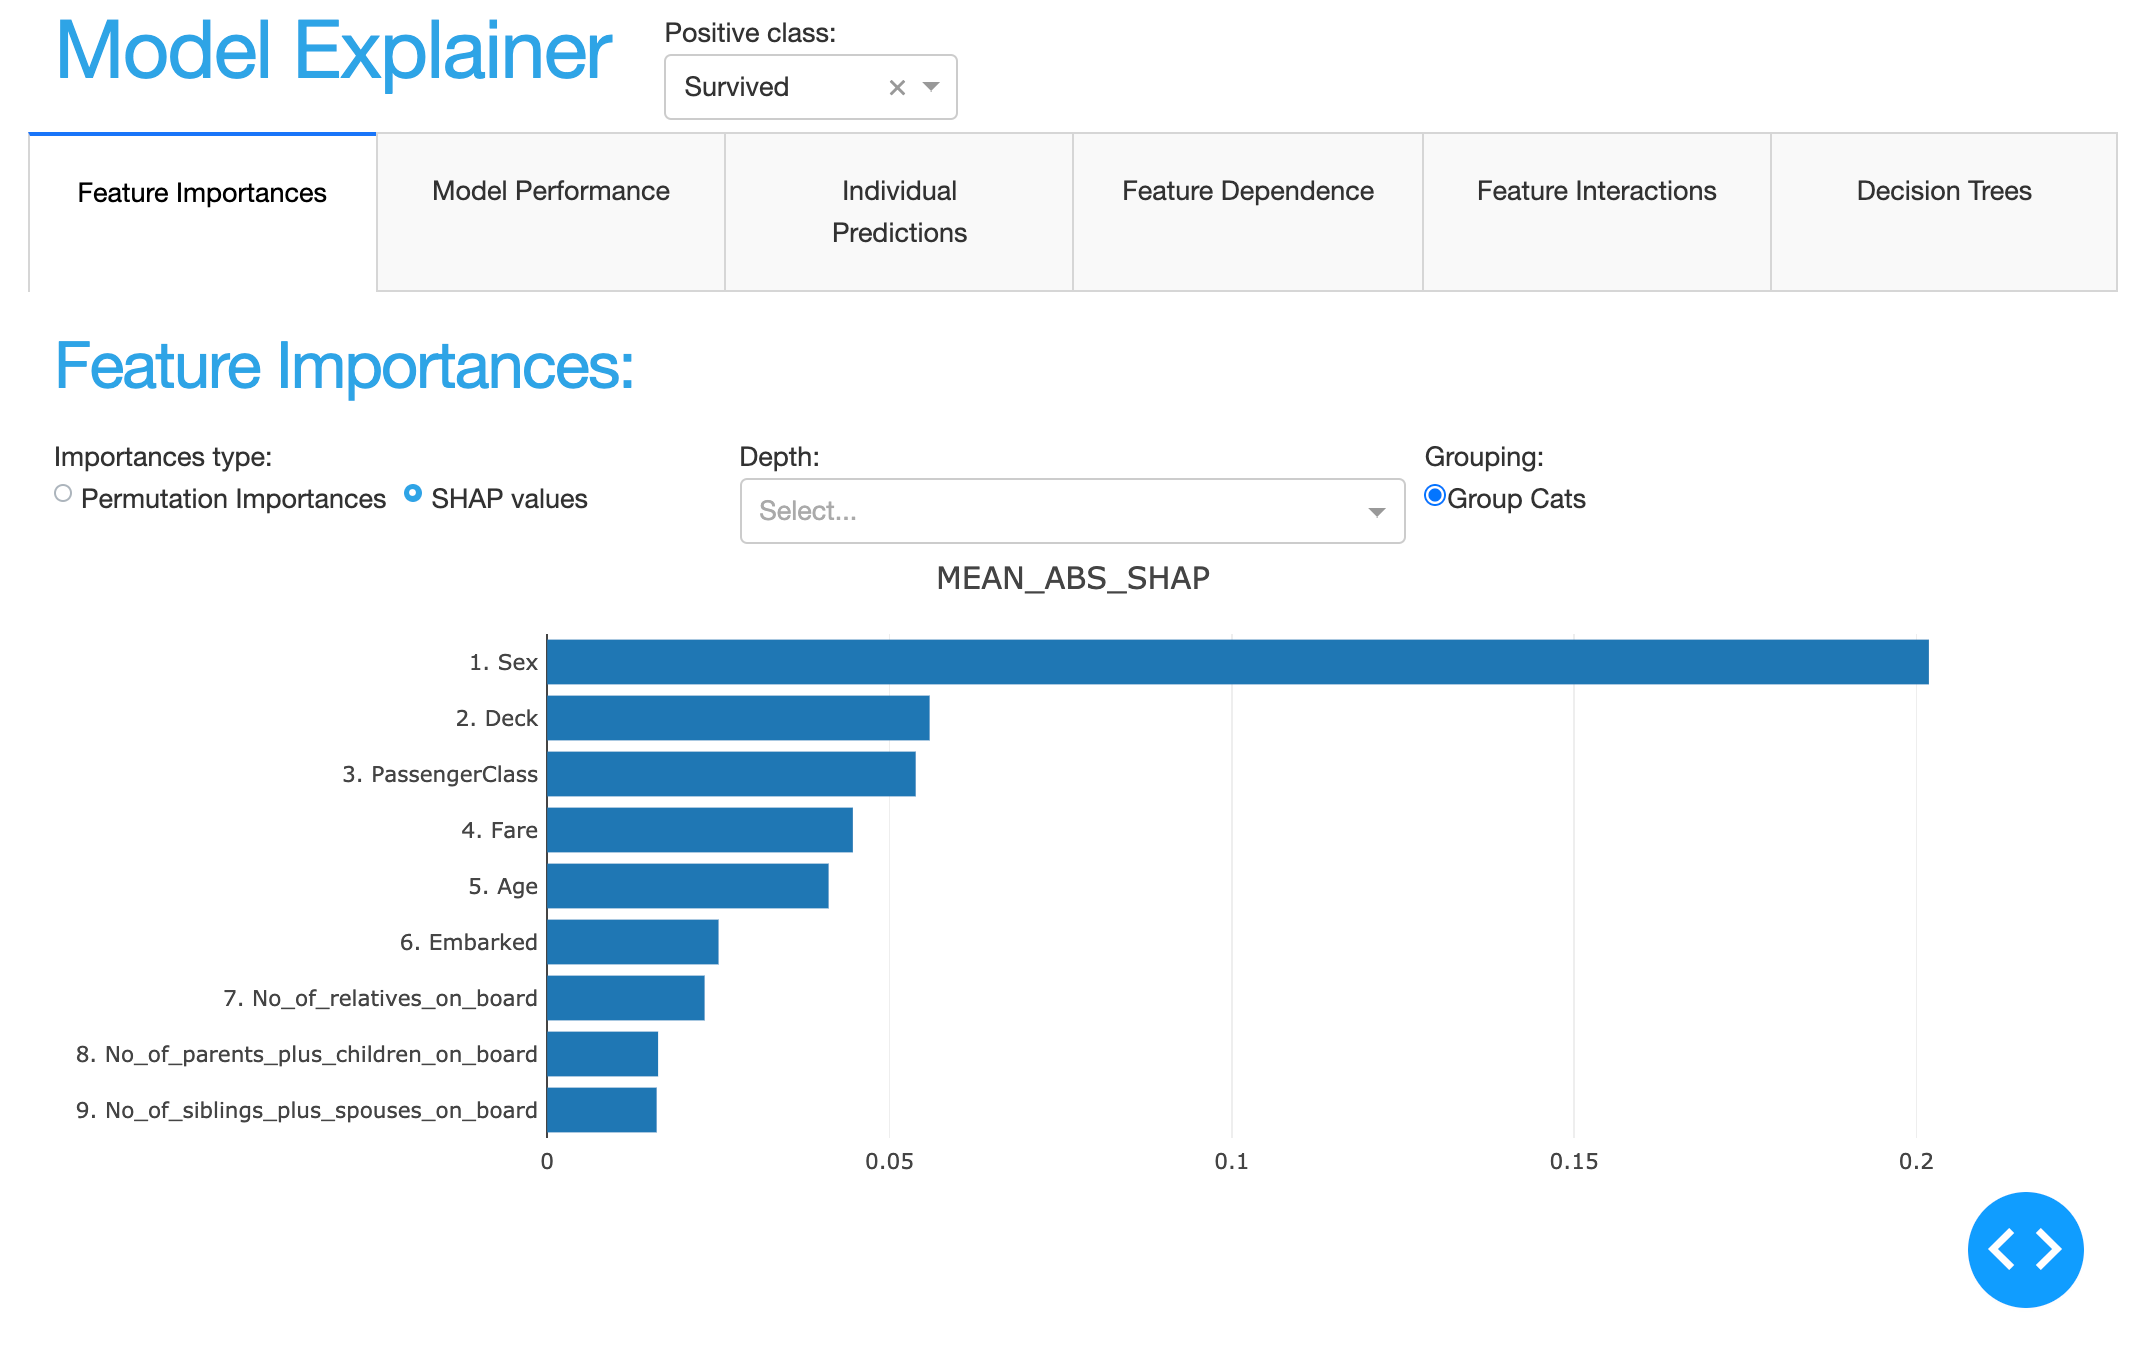 Model Explainer
Positive class:
Survived
Feature Importances
Model Performance
Individual
Predictions
Feature Dependence
Feature Interactions
Decision Trees
Feature Importances:
Importances type:
Permutation Importances SHAP values
Depth:
Select...
Grouping:
Group Cats
MEAN_ABS_SHAP
1. Sex
2. Deck
3. PassengerClass
4. Fare
5. Age
6. Embarked
7. No_of_relatives_on_board
8. No_of_parents_plus_children_on_board
9. No_of_siblings_plus_spouses_on_board
0 0.05 0.1 0.15 0.2